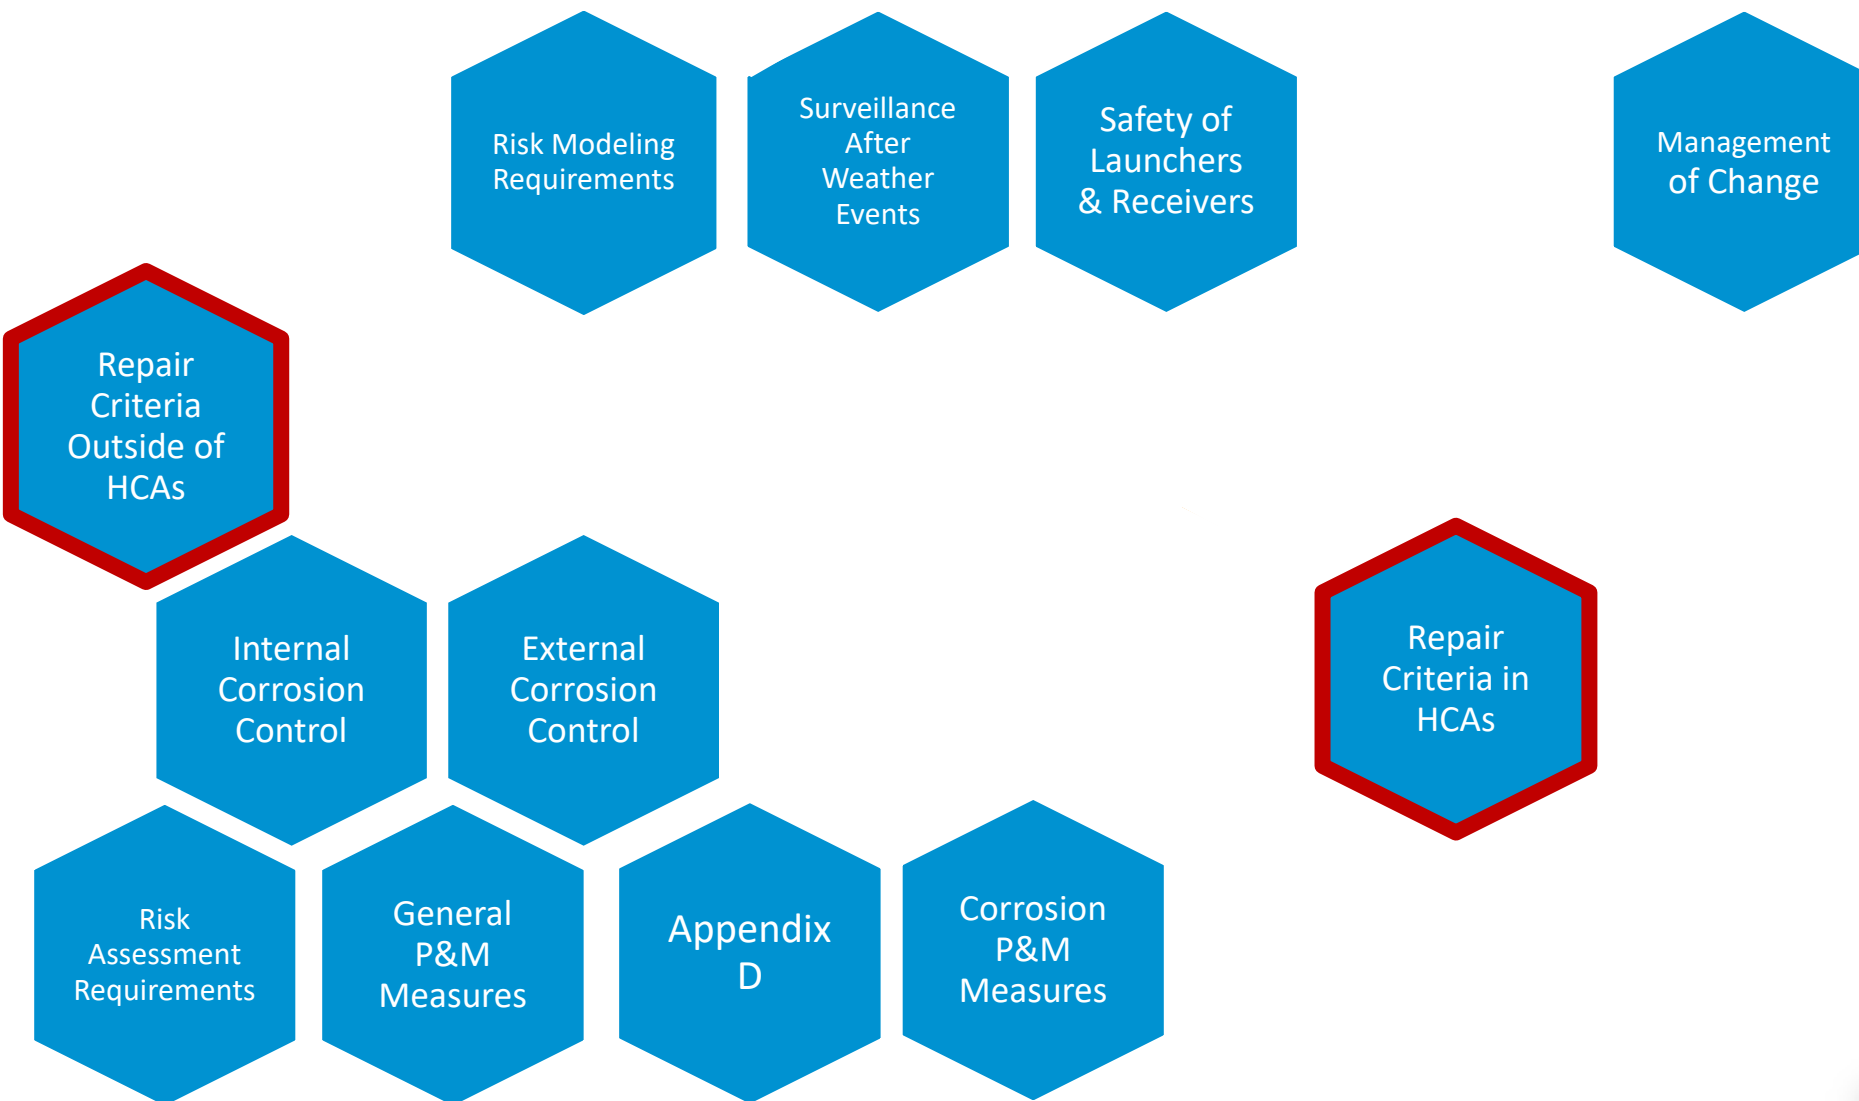 Risk Modeling
Requirements
Surveillance
After
Weather
Events
Safety of
Launchers
& Receivers
Management
of Change
Repair
Criteria
Outside of
HCAs
Internal
Corrosion
Control
External
Corrosion
Control
Repair
Criteria in
HCAs
Risk
Assessment
Requirements
General
P&M
Measures
Appendix
D
Corrosion
P&M
Measures